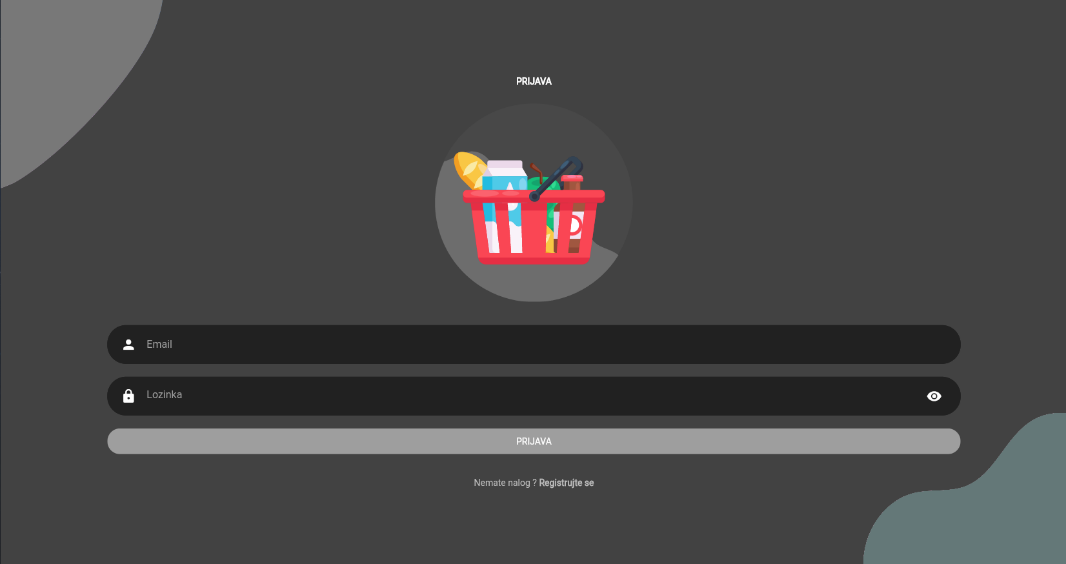 PRIJAVA
Email
Lozinka
PRIJAVA
Nemate nalog ? Registrujte se